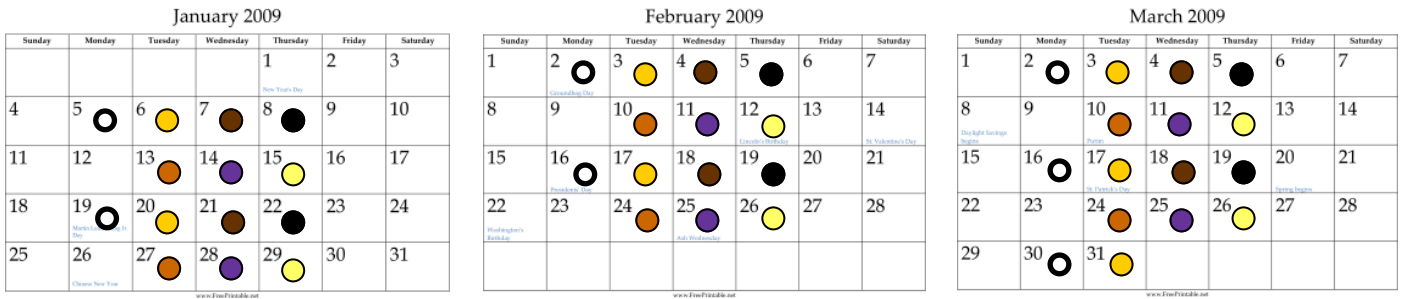 January 2009
Sunday Monday Tuesday Wednesday Thursday Friday Saturday
1 2 3
New Year's Day
4 5 6 7 8 9 10
11 12 13 14 15 16 17
18 19 20 21 22 23 24
Day
25 26 27 28 29 30 31
Chinese New Year
www.FreePrintable.net
February 2009
Sunday Monday Tuesday Wednesday Thursday Friday Saturday
1 2 3 4 5 6 7
Groundhog Day
8 9 10 11 12 13 14
Lincoln's Birthday St. Valentine's Day
15 16 17 18 19 20 21
Presidents' Day
22 23 24 25 26 27 28
Washington's
Birthday Ash Wednesday
www.FreePrintable.net
March 2009
Sunday Monday Tuesday Wednesday Thursday Friday Saturday
1 2 3 4 5 6 7
8 9 10 11 12 13 14
Daylight Savings
begins Purim
15 16 17 18 19 20 21
St. Patrick's Day Spring begins
22 23 24 25 26 27 28
29 30 31
www.FreePrintable.net